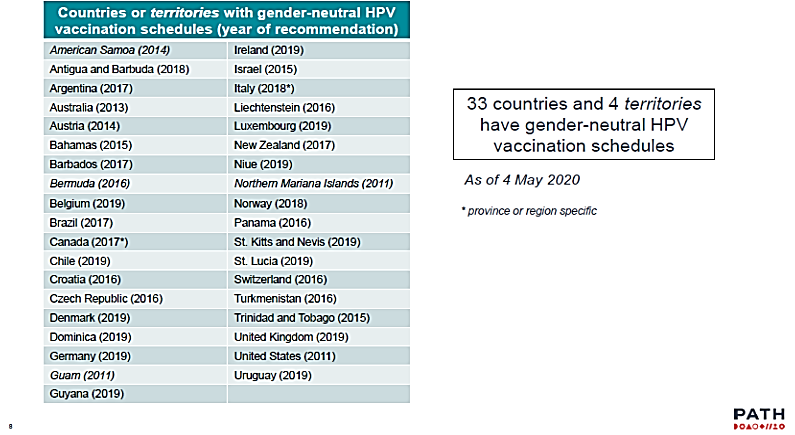 Countries or territories with gender-neutral HPV
vaccination schedules (year of recommendation)
American Samoa (2014) Ireland (2019)
Antigua and Barbuda (2018) Israel (2015)
Argentina (2017) Italy (2018*)
Australia (2013) Liechtenstein (2016)
Austria (2014) Luxembourg (2019)
Bahamas (2015) New Zealand (2017)
Barbados (2017) Niue (2019)
Bermuda (2016) Northern Mariana Islands (2011)
Belgium (2019) Norway (2018)
Brazil (2017) Panama (2016)
Canada (2017*) St. Kitts and Nevis (2019)
Chile (2019) St. Lucia (2019)
Croatia (2016) Switzerland (2016)
Czech Republic (2016) Turkmenistan (2016)
Denmark (2019) Trinidad and Tobago (2015)
Dominica (2019) United Kingdom (2019)
Germany (2019) United States (2011)
Guam (2011) Uruguay (2019)
Guyana (2019)
33 countries and 4 territories
have gender-neutral HPV
vaccination schedules
As of 4 May 2020
* province or region specific
PATH
8